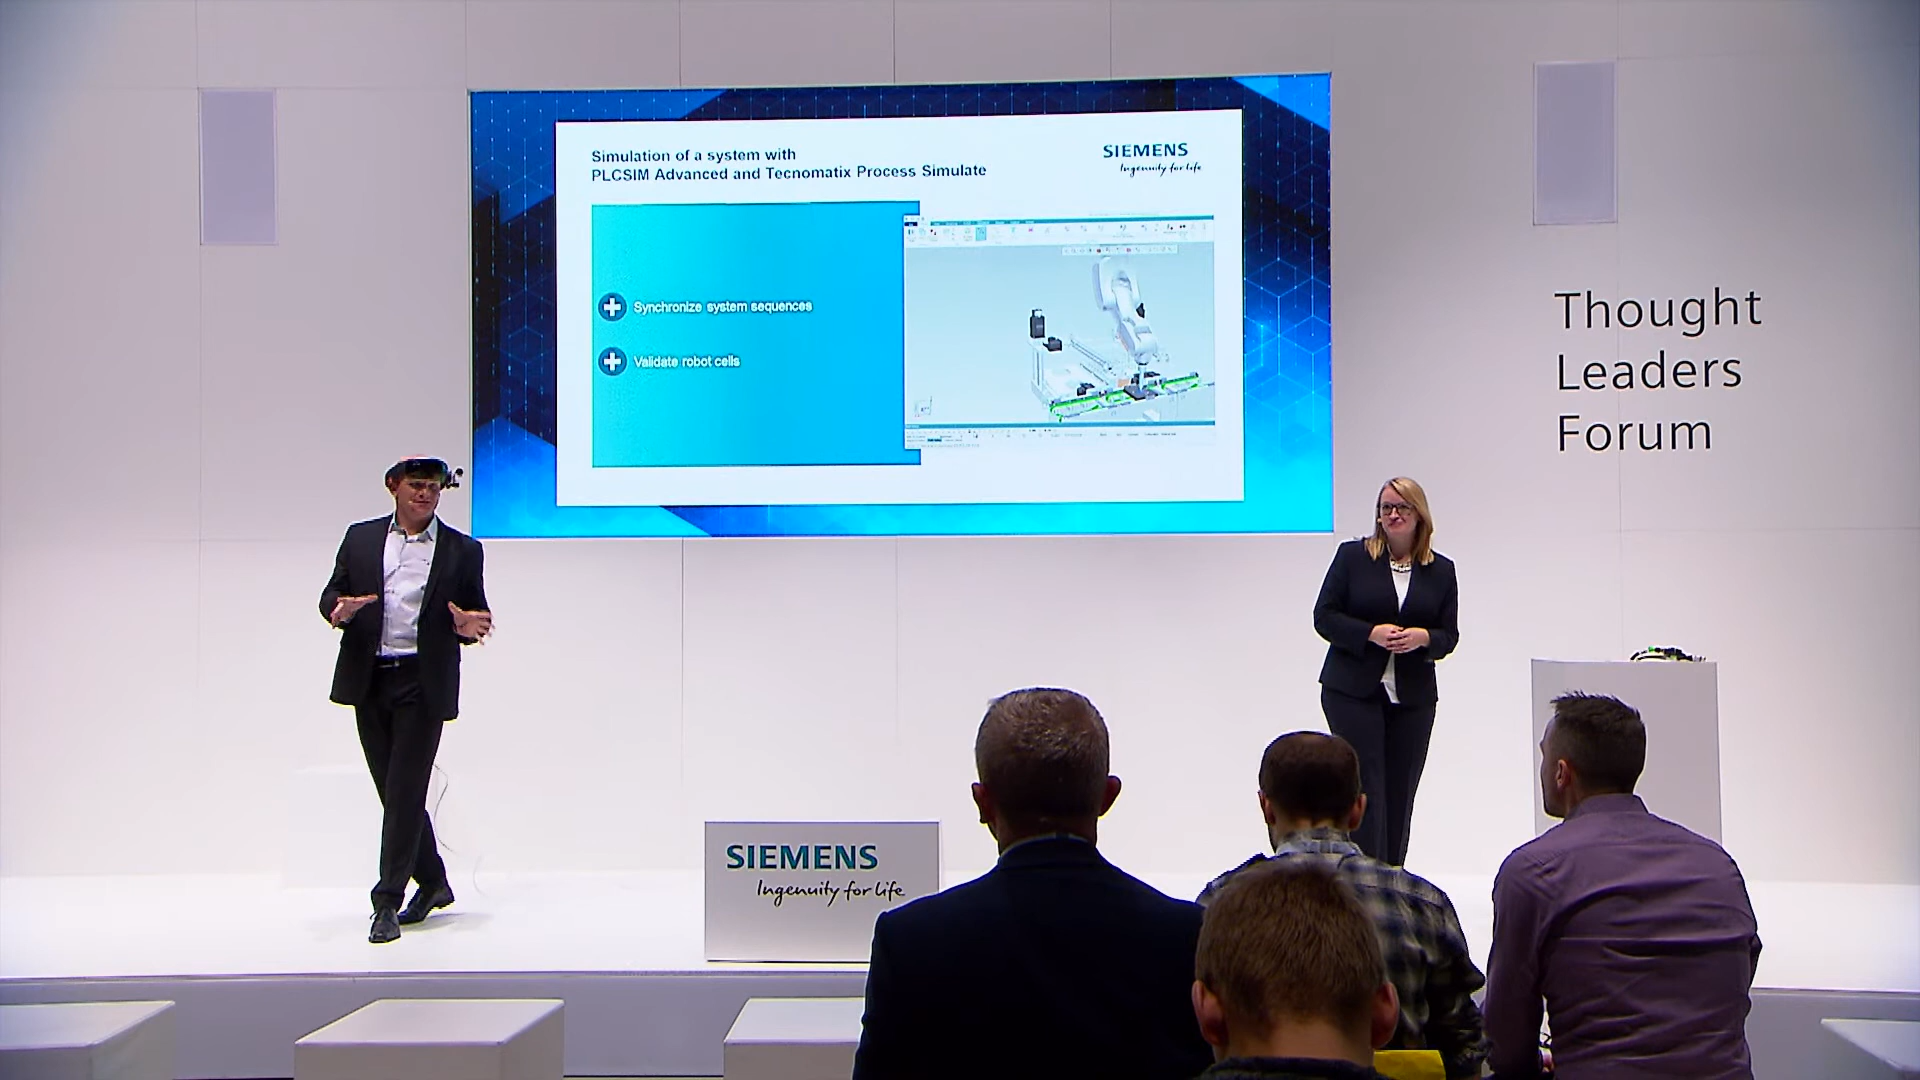 Simulation of a system with
PLCSIM Advanced and Tecnomatix Process Simulate
SIEMENS
Ingenuity for life
Synchronize system sequences
Validate robot cells
Thought
Leaders
Forum
SIEMENS
Ingenuity for life